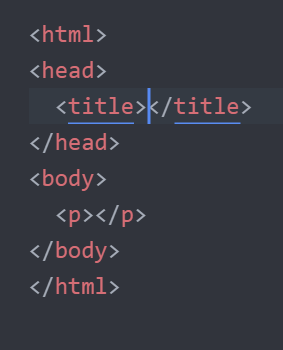 <html>
<head>
<title></title>
</head>
<body>
<p></p>
</body>
</html>